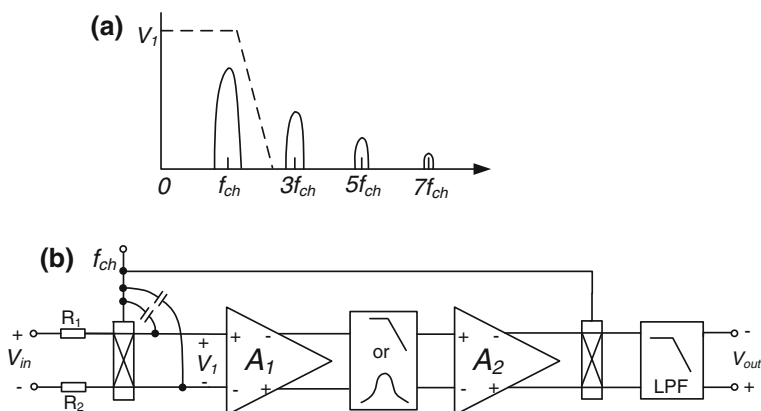 (a)
V1
0 fch 3fch 5fch 7fch
(b) fch
R1
+ + + - + - -
Vin V1 A1 or A2 Vout
- - - + - + LPF +
R2